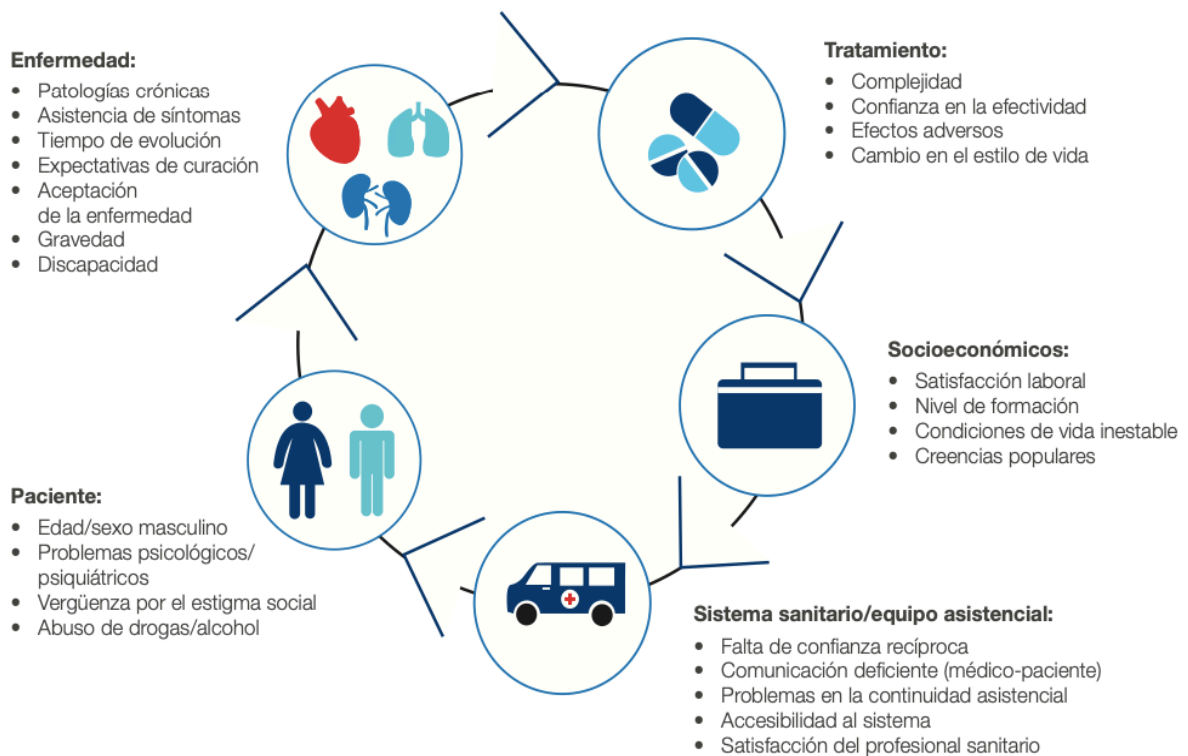 Enfermedad:
• Patologías crónicas
• Asistencia de síntomas
• Tiempo de evolución
• Expectativas de curación
• Aceptación
de la enfermedad
• Gravedad
• Discapacidad
Tratamiento:
• Complejidad
• Confianza en la efectividad
• Efectos adversos
• Cambio en el estilo de vida
Socioeconómicos:
• Satisfacción laboral
• Nivel de formación
• Condiciones de vida inestable
• Creencias populares
Sistema sanitario/equipo asistencial:
• Falta de confianza recíproca
• Comunicación deficiente (médico-paciente)
• Problemas en la continuidad asistencial
• Accesibilidad al sistema
• Satisfacción del profesional sanitario
Paciente:
• Edad/sexo masculino
• Problemas psicológicos/
psiquiátricos
• Vergüenza por el estigma social
• Abuso de drogas/alcohol